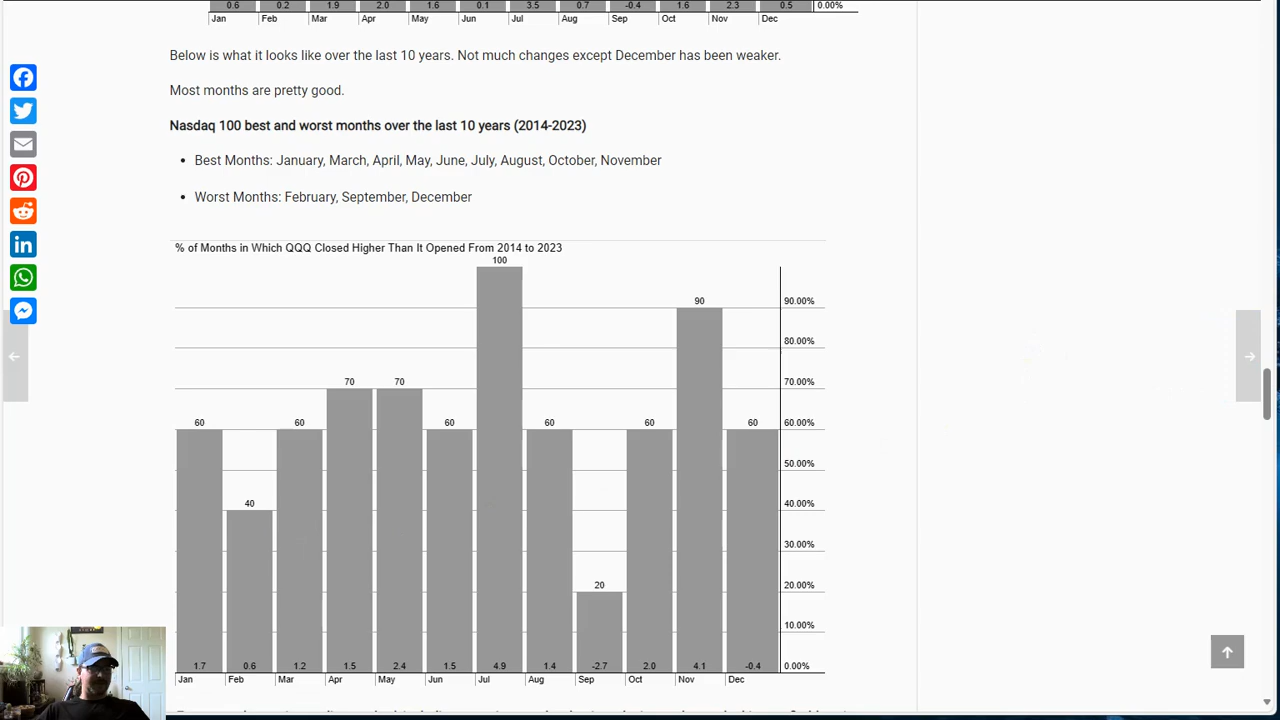 0.6 0.2 1.9 2.0 1.6 0.1 3.5 0.7 -0.4 1.6 2.3 0.5 0.00%
Jan Feb Mar Apr May Jun Jul Aug Sep Oct Nov Dec
Below is what it looks like over the last 10 years. Not much changes except December has been weaker.
Most months are pretty good.
Nasdaq 100 best and worst months over the last 10 years (2014-2023)
• Best Months: January, March, April, May, June, July, August, October, November
• Worst Months: February, September, December
% of Months in Which QQQ Closed Higher Than It Opened From 2014 to 2023
100
90 90.00%
80.00%
70 70 70.00%
60 60 60 60 60 60 60.00%
50.00%
40 40.00%
30.00%
20 20.00%
10.00%
1.7 0.6 1.2 1.5 2.4 1.5 4.9 1.4 -2.7 2.0 4.1 -0.4 0.00%
Jan Feb Mar Apr May Jun Jul Aug Sep Oct Nov Dec